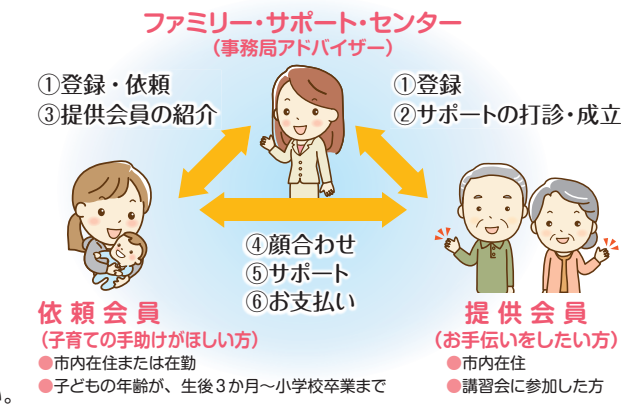 ファミリー・サポート・センター
（事務局アドバイザー）
①登録・依頼
③提供会員の紹介
①登録
②サポートの打診・成立
④顔合わせ
⑤サポート
⑥お支払い
依頼会員
（子育ての手助けがほしい方）
●市内在住または在勤
●子どもの年齢が、生後３か月～小学校卒業まで
提供会員
（お手伝いをしたい方）
●市内在住
●講習会に参加した方
。